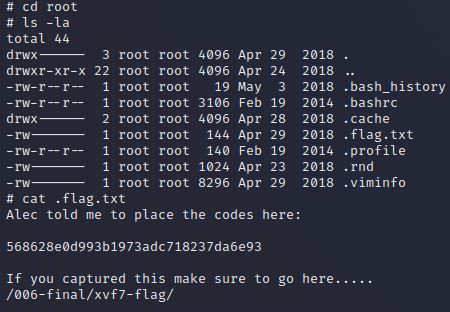 # cd root
# ls -la
total 44
drwx------  3 root root 4096 Apr 29  2018 .
drwxr-xr-x 22 root root 4096 Apr 24  2018 ..
-rw-r--r--  1 root root   19 May  3  2018 .bash_history
-rw-r--r--  1 root root 3106 Feb 19  2014 .bashrc
drwx------  2 root root 4096 Apr 28  2018 .cache
-rw-------  1 root root  144 Apr 29  2018 .flag.txt
-rw-r--r--  1 root root  140 Feb 19  2014 .profile
-rw-------  1 root root 1024 Apr 23  2018 .rnd
-rw-------  1 root root 8296 Apr 29  2018 .viminfo
# cat .flag.txt
Alec told me to place the codes here:

568628e0d993b1973adc718237da6e93

If you captured this make sure to go here.....
/006-final/xvf7-flag/